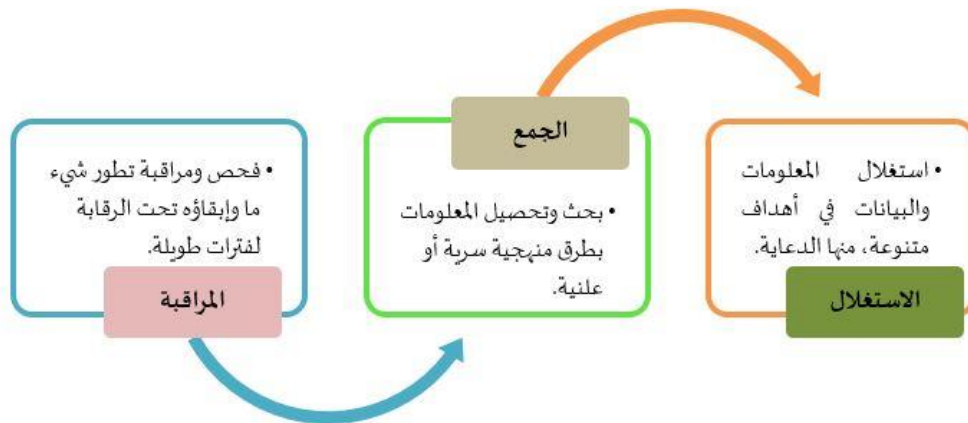 • فحص ومراقبة تطور شيء
ما وإبقاؤه تحت الرقابة
لفترات طويلة.
المراقبة
الجمع
• بحث وتحصيل المعلومات
بطرق منهجية سرية أو
علنية.
• استغلال المعلومات
والبيانات في أهداف
متنوعة، منها الدعاية.
الاستغلال